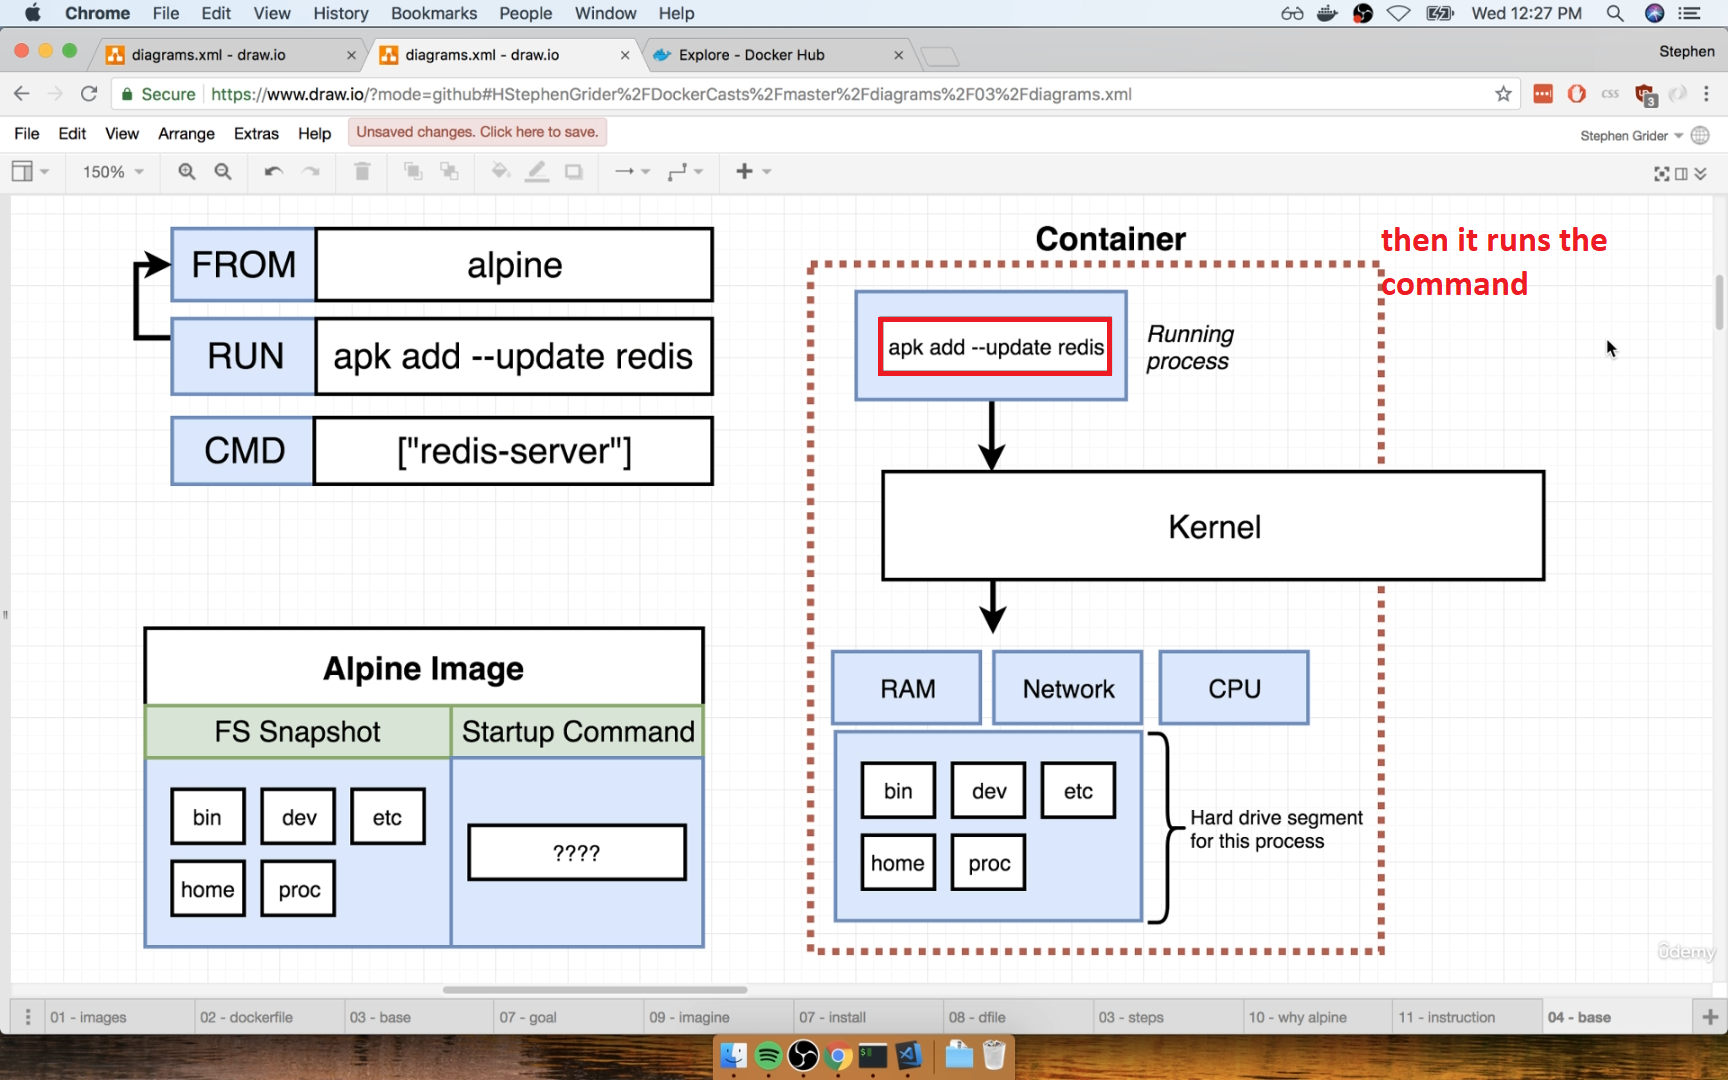 Chrome File Edit View History Bookmarks People Window Help Wed 12:27 PM
diagrams.xml - draw.io diagrams.xml - draw.io Explore - Docker Hub Stephen
Secure https://www.draw.io/?mode=github#HStephenGrider%2FDockerCasts%2Fmaster%2Fdiagrams%2F03%2Fdiagrams.xml CSS 3
File Edit View Arrange Extras Help Unsaved changes. Click here to save. Stephen Grider
150%
Container
then it runs the
command
FROM alpine
RUN apk add --update redis
CMD ["redis-server"]
apk add --update redis
Running
process
Kernel
Alpine Image
FS Snapshot Startup Command
bin dev etc
home proc
????
RAM Network CPU
bin dev etc
home proc
Hard drive segment
for this process
ûdemy
01 - images 02 - dockerfile 03 - base 07 - goal 09 - imagine 07 - install 08 - dfile 03 - steps 10 - why alpine 11 - instruction 04 - base